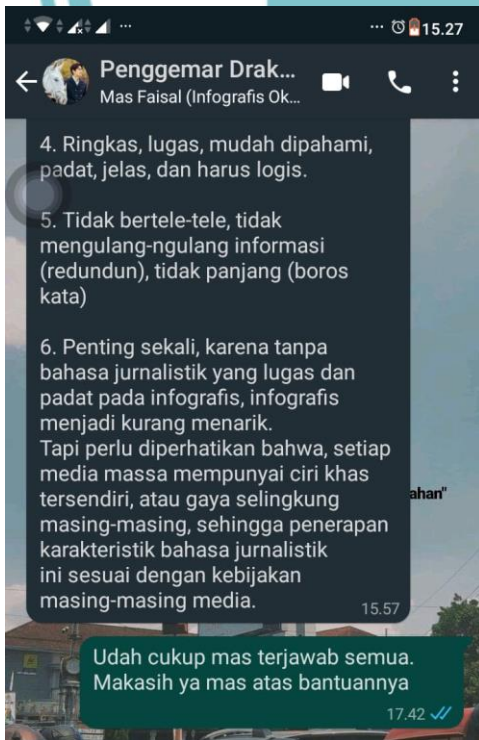 ... ... 15.27
Penggemar Drak...
Mas Faisal (Infografis Ok...
4. Ringkas, lugas, mudah dipahami,
padat, jelas, dan harus logis.
5. Tidak bertele-tele, tidak
mengulang-ngulang informasi
(redundun), tidak panjang (boros
kata)
6. Penting sekali, karena tanpa
bahasa jurnalistik yang lugas dan
padat pada infografis, infografis
menjadi kurang menarik.
Tapi perlu diperhatikan bahwa, setiap
media massa mempunyai ciri khas
tersendiri, atau gaya selingkung
ahan"
masing-masing, sehingga penerapan
karakteristik bahasa jurnalistik
ini sesuai dengan kebijakan
masing-masing media.
15.57
Udah cukup mas terjawab semua.
Makasih ya mas atas bantuannya
17.42